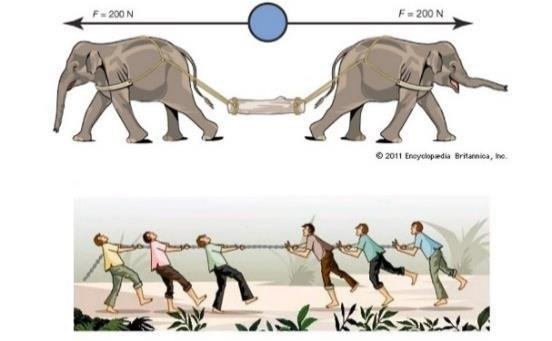 F = 200 N
F = 200 N
© 2011 Encyclopædia Britannica, Inc.